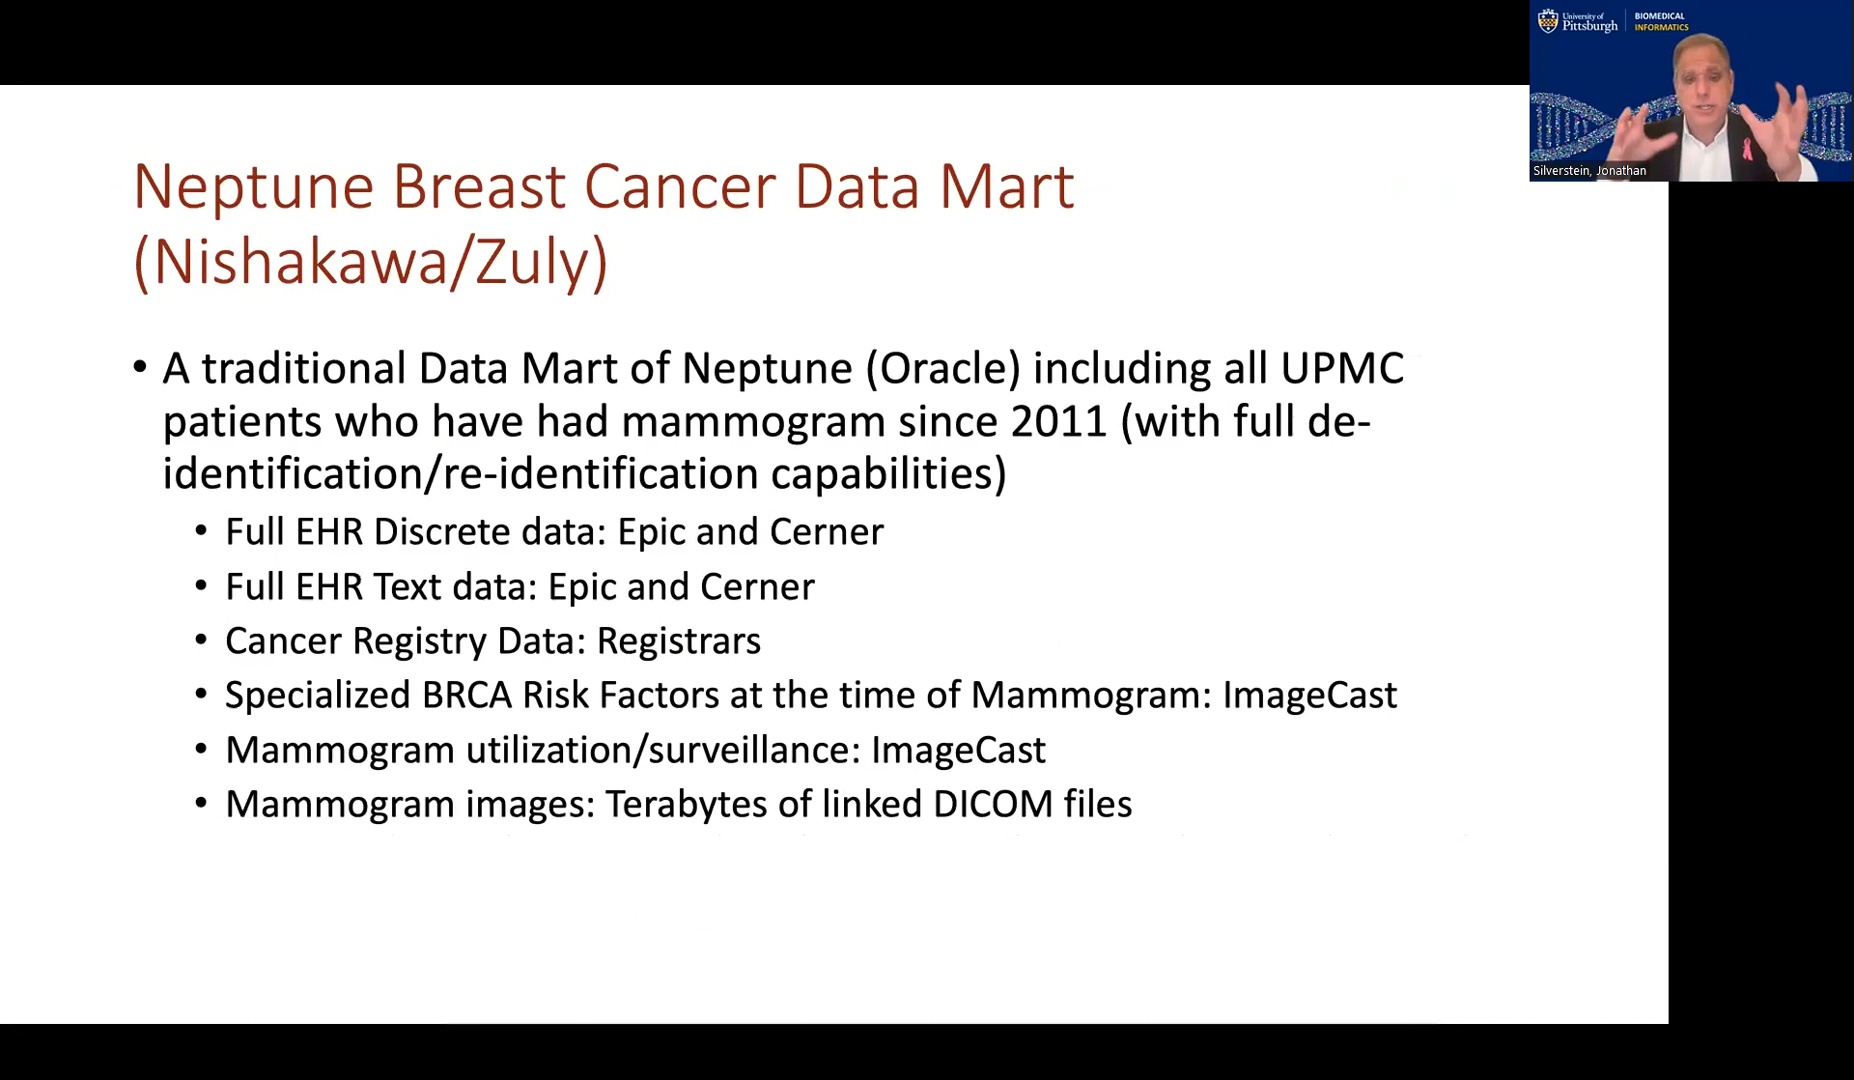 University of
Pittsburgh
BIOMEDICAL
INFORMATICS
Silverstein, Jonathan
Neptune Breast Cancer Data Mart
(Nishakawa/Zuly)
• A traditional Data Mart of Neptune (Oracle) including all UPMC
patients who have had mammogram since 2011 (with full de-
identification/re-identification capabilities)
• Full EHR Discrete data: Epic and Cerner
• Full EHR Text data: Epic and Cerner
• Cancer Registry Data: Registrars
• Specialized BRCA Risk Factors at the time of Mammogram: ImageCast
• Mammogram utilization/surveillance: ImageCast
• Mammogram images: Terabytes of linked DICOM files